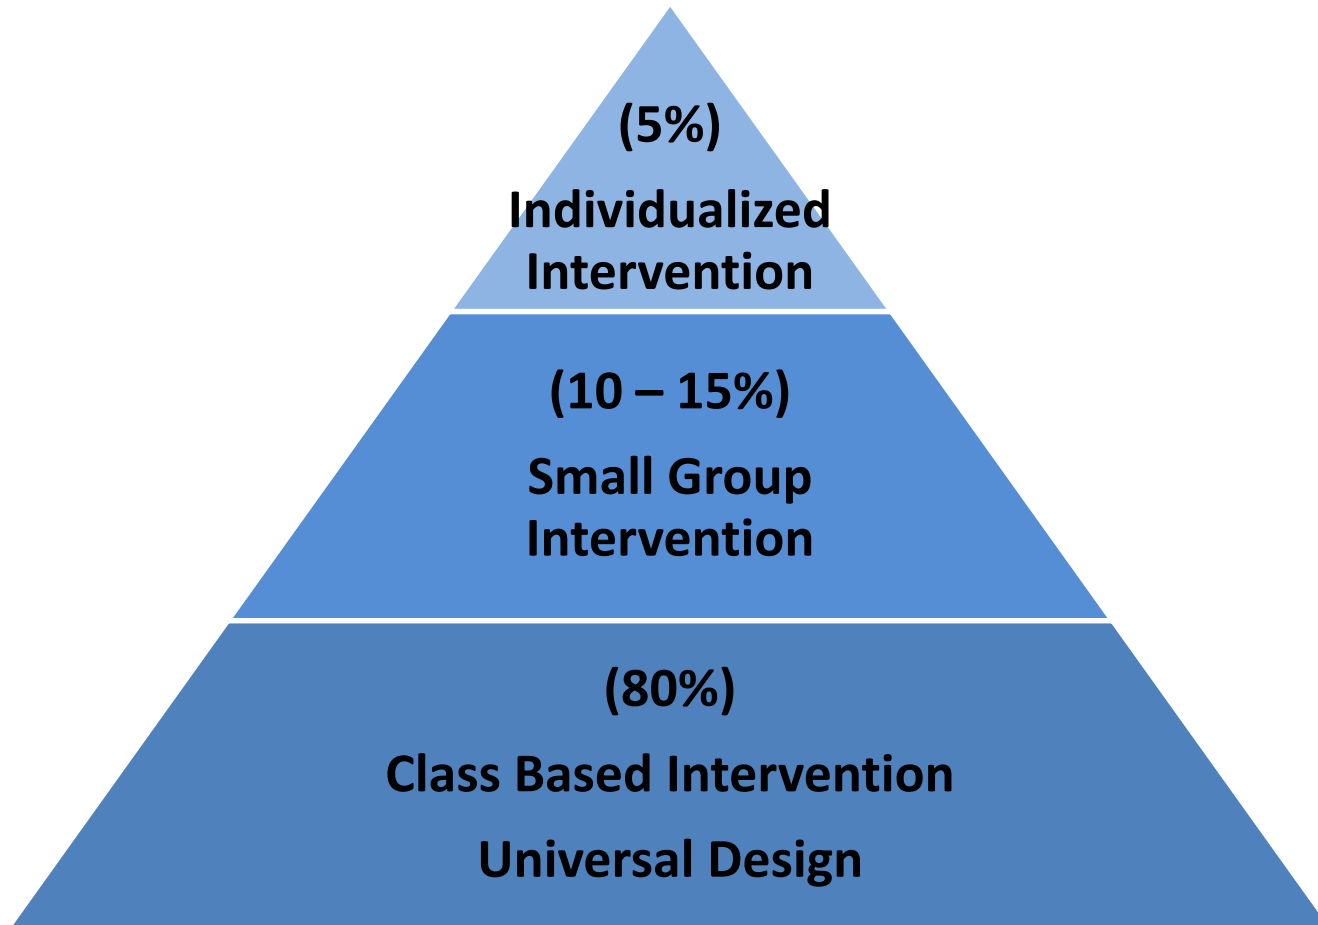 (5%)
Individualized
Intervention
(10 – 15%)
Small Group
Intervention
(80%)
Class Based Intervention
Universal Design